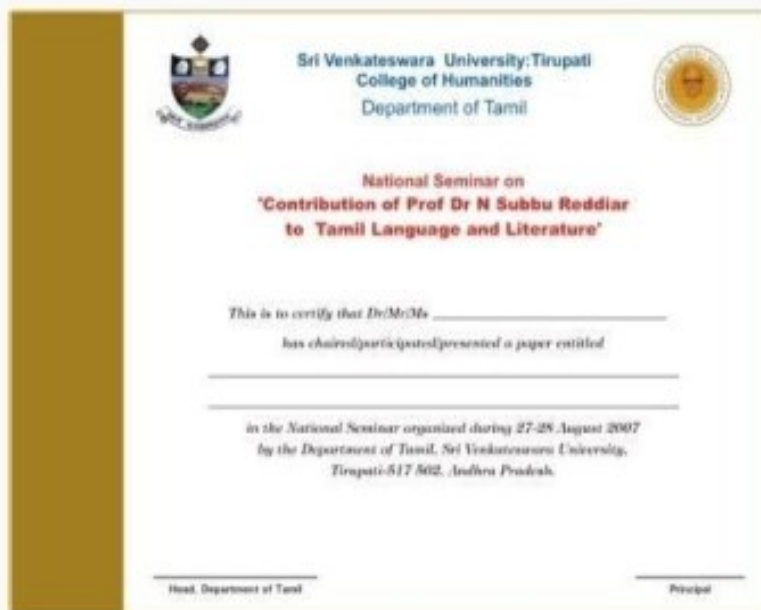 Sri Venkateswara University:Tirupati
College of Humanities
Department of Tamil
National Seminar on
'Contribution of Prof Dr N Subbu Reddiar
to Tamil Language and Literature'
This is to certify that Dr/Mr/Ms
has chaired/participated/presented a paper entitled
in the National Seminar organised during 27-28 August 2007
by the Department of Tamil, Sri Venkateswara University,
Tirupati-517 502, Andhra Pradesh.
Head, Department of Tamil
Principal